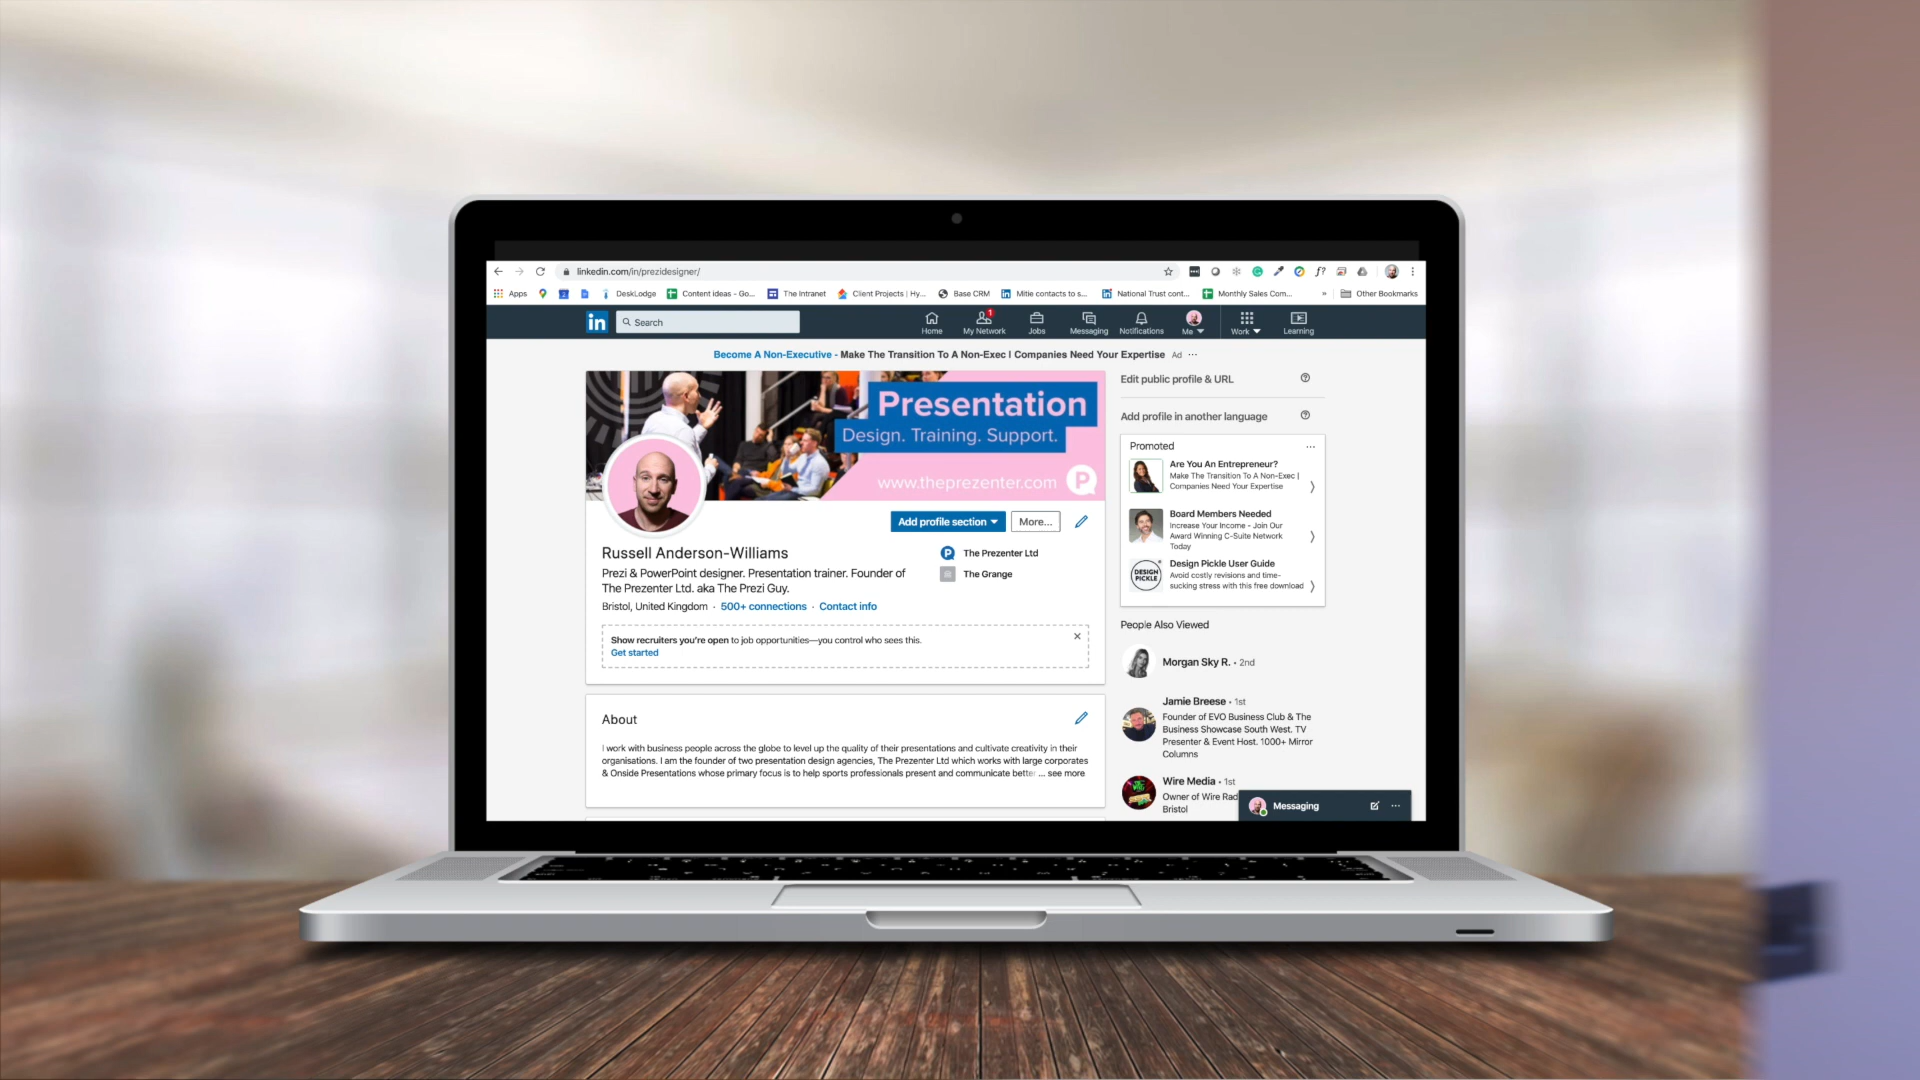 linkedin.com/in/prezidesigner/
Apps
DeskLodge
Content ideas - Go...
The Intranet
Client Projects | Hy...
Base CRM
Mitie contacts to s...
National Trust cont...
Monthly Sales Com...
»
Other Bookmarks
in
Search
Home
My Network
1
Jobs
Messaging
Notifications
Me
Work
Learning
Become A Non-Executive - Make The Transition To A Non-Exec | Companies Need Your Expertise Ad ...
Presentation
Design. Training. Support.
www.theprezenter.com
P
Add profile section
More...
Russell Anderson-Williams
Prezi & PowerPoint designer. Presentation trainer. Founder of
The Prezenter Ltd. aka The Prezi Guy.
Bristol, United Kingdom · 500+ connections · Contact info
P The Prezenter Ltd
The Grange
Show recruiters you're open to job opportunities—you control who sees this.
Get started
About
I work with business people across the globe to level up the quality of their presentations and cultivate creativity in their
organisations. I am the founder of two presentation design agencies, The Prezenter Ltd which works with large corporates
& Onside Presentations whose primary focus is to help sports professionals present and communicate better ... see more
Edit public profile & URL
Add profile in another language
Promoted
Are You An Entrepreneur?
Make The Transition To A Non-Exec |
Companies Need Your Expertise
Board Members Needed
Increase Your Income - Join Our
Award Winning C-Suite Network
Today
DESIGN
PICKLE
Design Pickle User Guide
Avoid costly revisions and time-
sucking stress with this free download
People Also Viewed
Morgan Sky R. · 2nd
Jamie Breese · 1st
Founder of EVO Business Club & The
Business Showcase South West. TV
Presenter & Event Host. 1000+ Mirror
Columns
Wire Media · 1st
Owner of Wire Rad
Bristol
Messaging